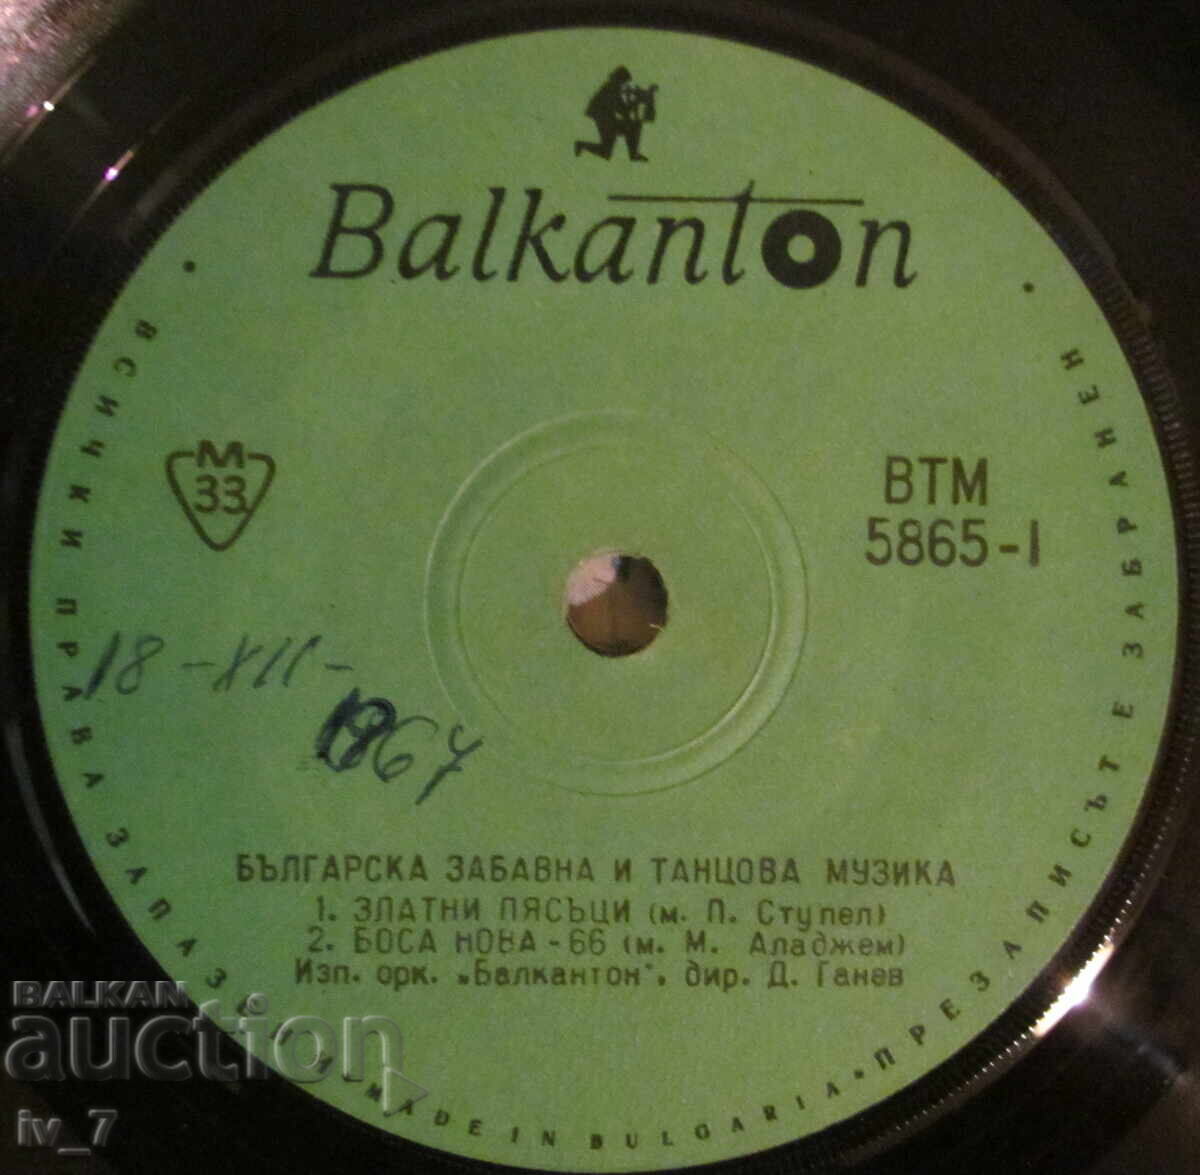 Balkanton
ВСИЧКИ ПРАВА ЗАПАЗЕНИ • MADE IN BULGARIA • ПРЕЗАПИСЪТ Е ЗАБРАНЕН
М
33
ВТМ
5865-I
18-XII-
1967
БЪЛГАРСКА ЗАБАВНА И ТАНЦОВА МУЗИКА
1. ЗЛАТНИ ПЯСЪЦИ (м. П. Ступел)
2. БОСА НОВА - 66 (м. М. Аладжем)
Изп. орк. „Балкантон", дир. Д. Ганев
BALKAN
auction
iv_7